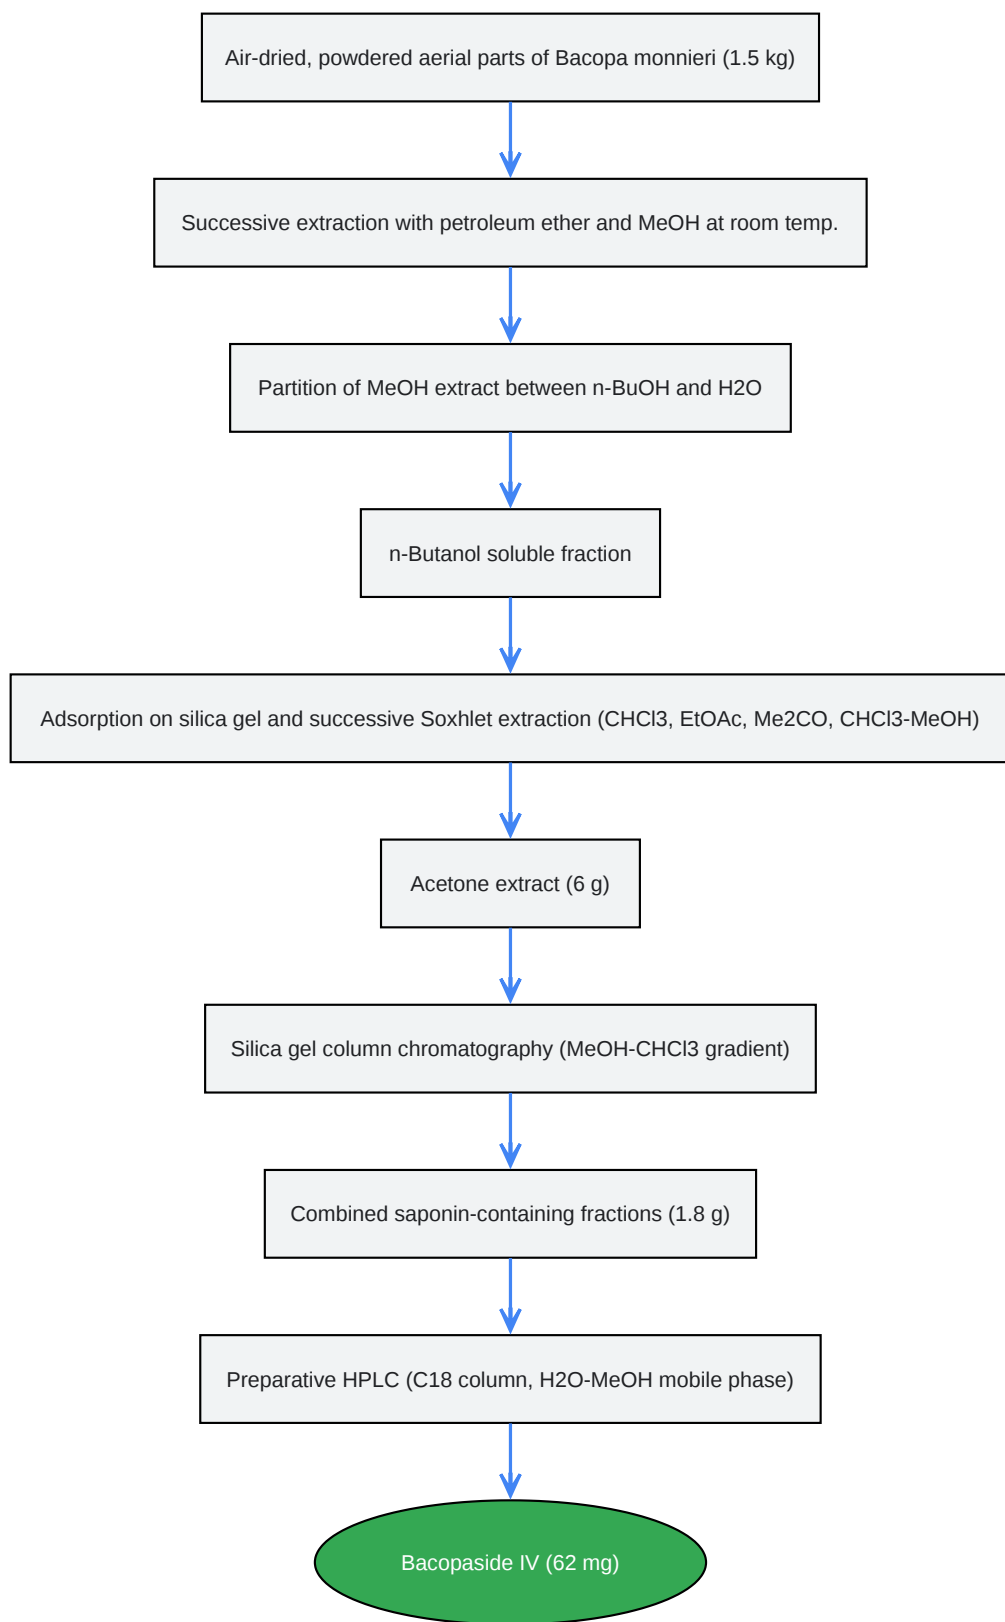 Air-dried, powdered aerial parts of Bacopa monnieri (1.5 kg)
Successive extraction with petroleum ether and MeOH at room temp.
Partition of MeOH extract between n-BuOH and H2O
n-Butanol soluble fraction
Adsorption on silica gel and successive Soxhlet extraction (CHCl3, EtOAc, Me2CO, CHCl3-MeOH)
Acetone extract (6 g)
Silica gel column chromatography (MeOH-CHCl3 gradient)
Combined saponin-containing fractions (1.8 g)
Preparative HPLC (C18 column, H2O-MeOH mobile phase)
Bacopaside IV (62 mg)